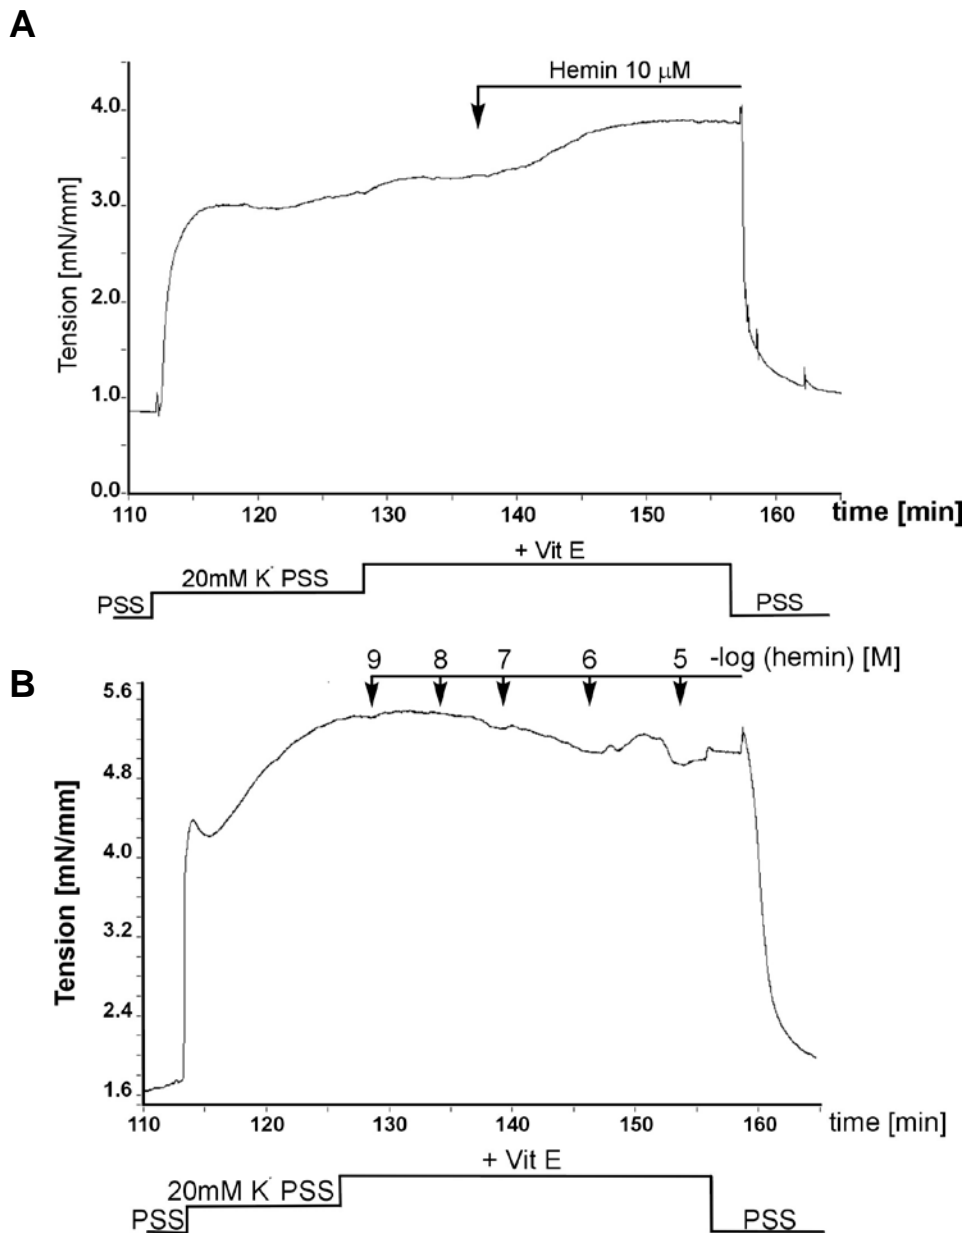 A
Hemin 10 μM
Tension [mN/mm]
4.0
3.0
2.0
1.0
0.0
110 120 130 140 150 160 time [min]
+ Vit E
20mM K+ PSS
PSS
PSS
B
9 8 7 6 5 -log (hemin) [M]
Tension [mN/mm]
5.6
4.8
4.0
3.2
2.4
1.6
110 120 130 140 150 160 time [min]
+ Vit E
20mM K+ PSS
PSS
PSS